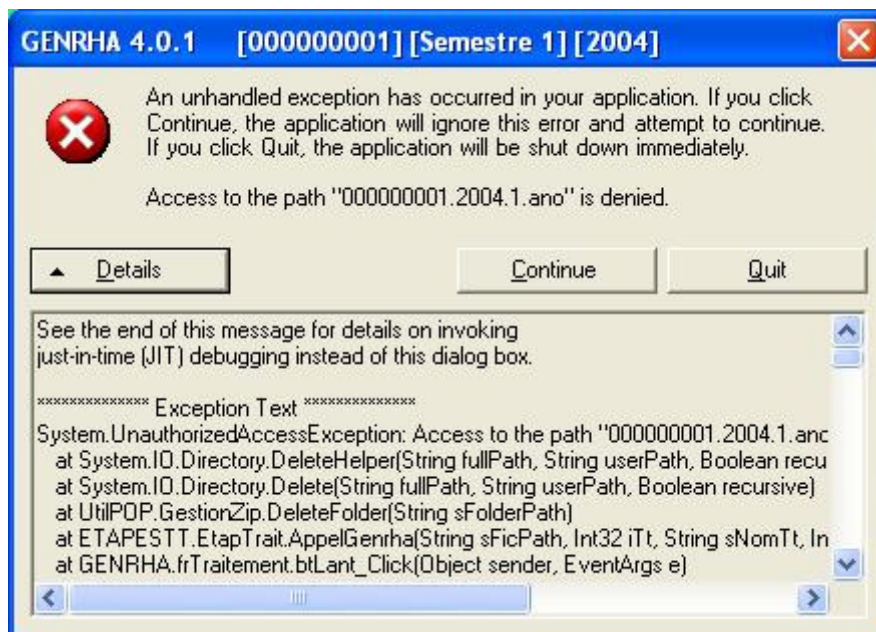 GENRHA 4.0.1 [000000001] [Semestre 1] [2004]
An unhandled exception has occurred in your application. If you click
Continue, the application will ignore this error and attempt to continue.
If you click Quit, the application will be shut down immediately.
Access to the path "000000001.2004.1.ano" is denied.
Details Continue Quit
See the end of this message for details on invoking
just-in-time (JIT) debugging instead of this dialog box.
************** Exception Text **************
System.UnauthorizedAccessException: Access to the path "000000001.2004.1.anc
at System.IO.Directory.DeleteHelper(String fullPath, String userPath, Boolean recu
at System.IO.Directory.Delete(String fullPath, String userPath, Boolean recursive)
at UtilPOP.GestionZip.DeleteFolder(String sFolderPath)
at ETAPESTT.EtapTrait.AppelGenrha(String sFicPath, Int32 iTt, String sNomTt, In
at GENRHA.frTraitement.btLant_Click(Object sender, EventArgs e)